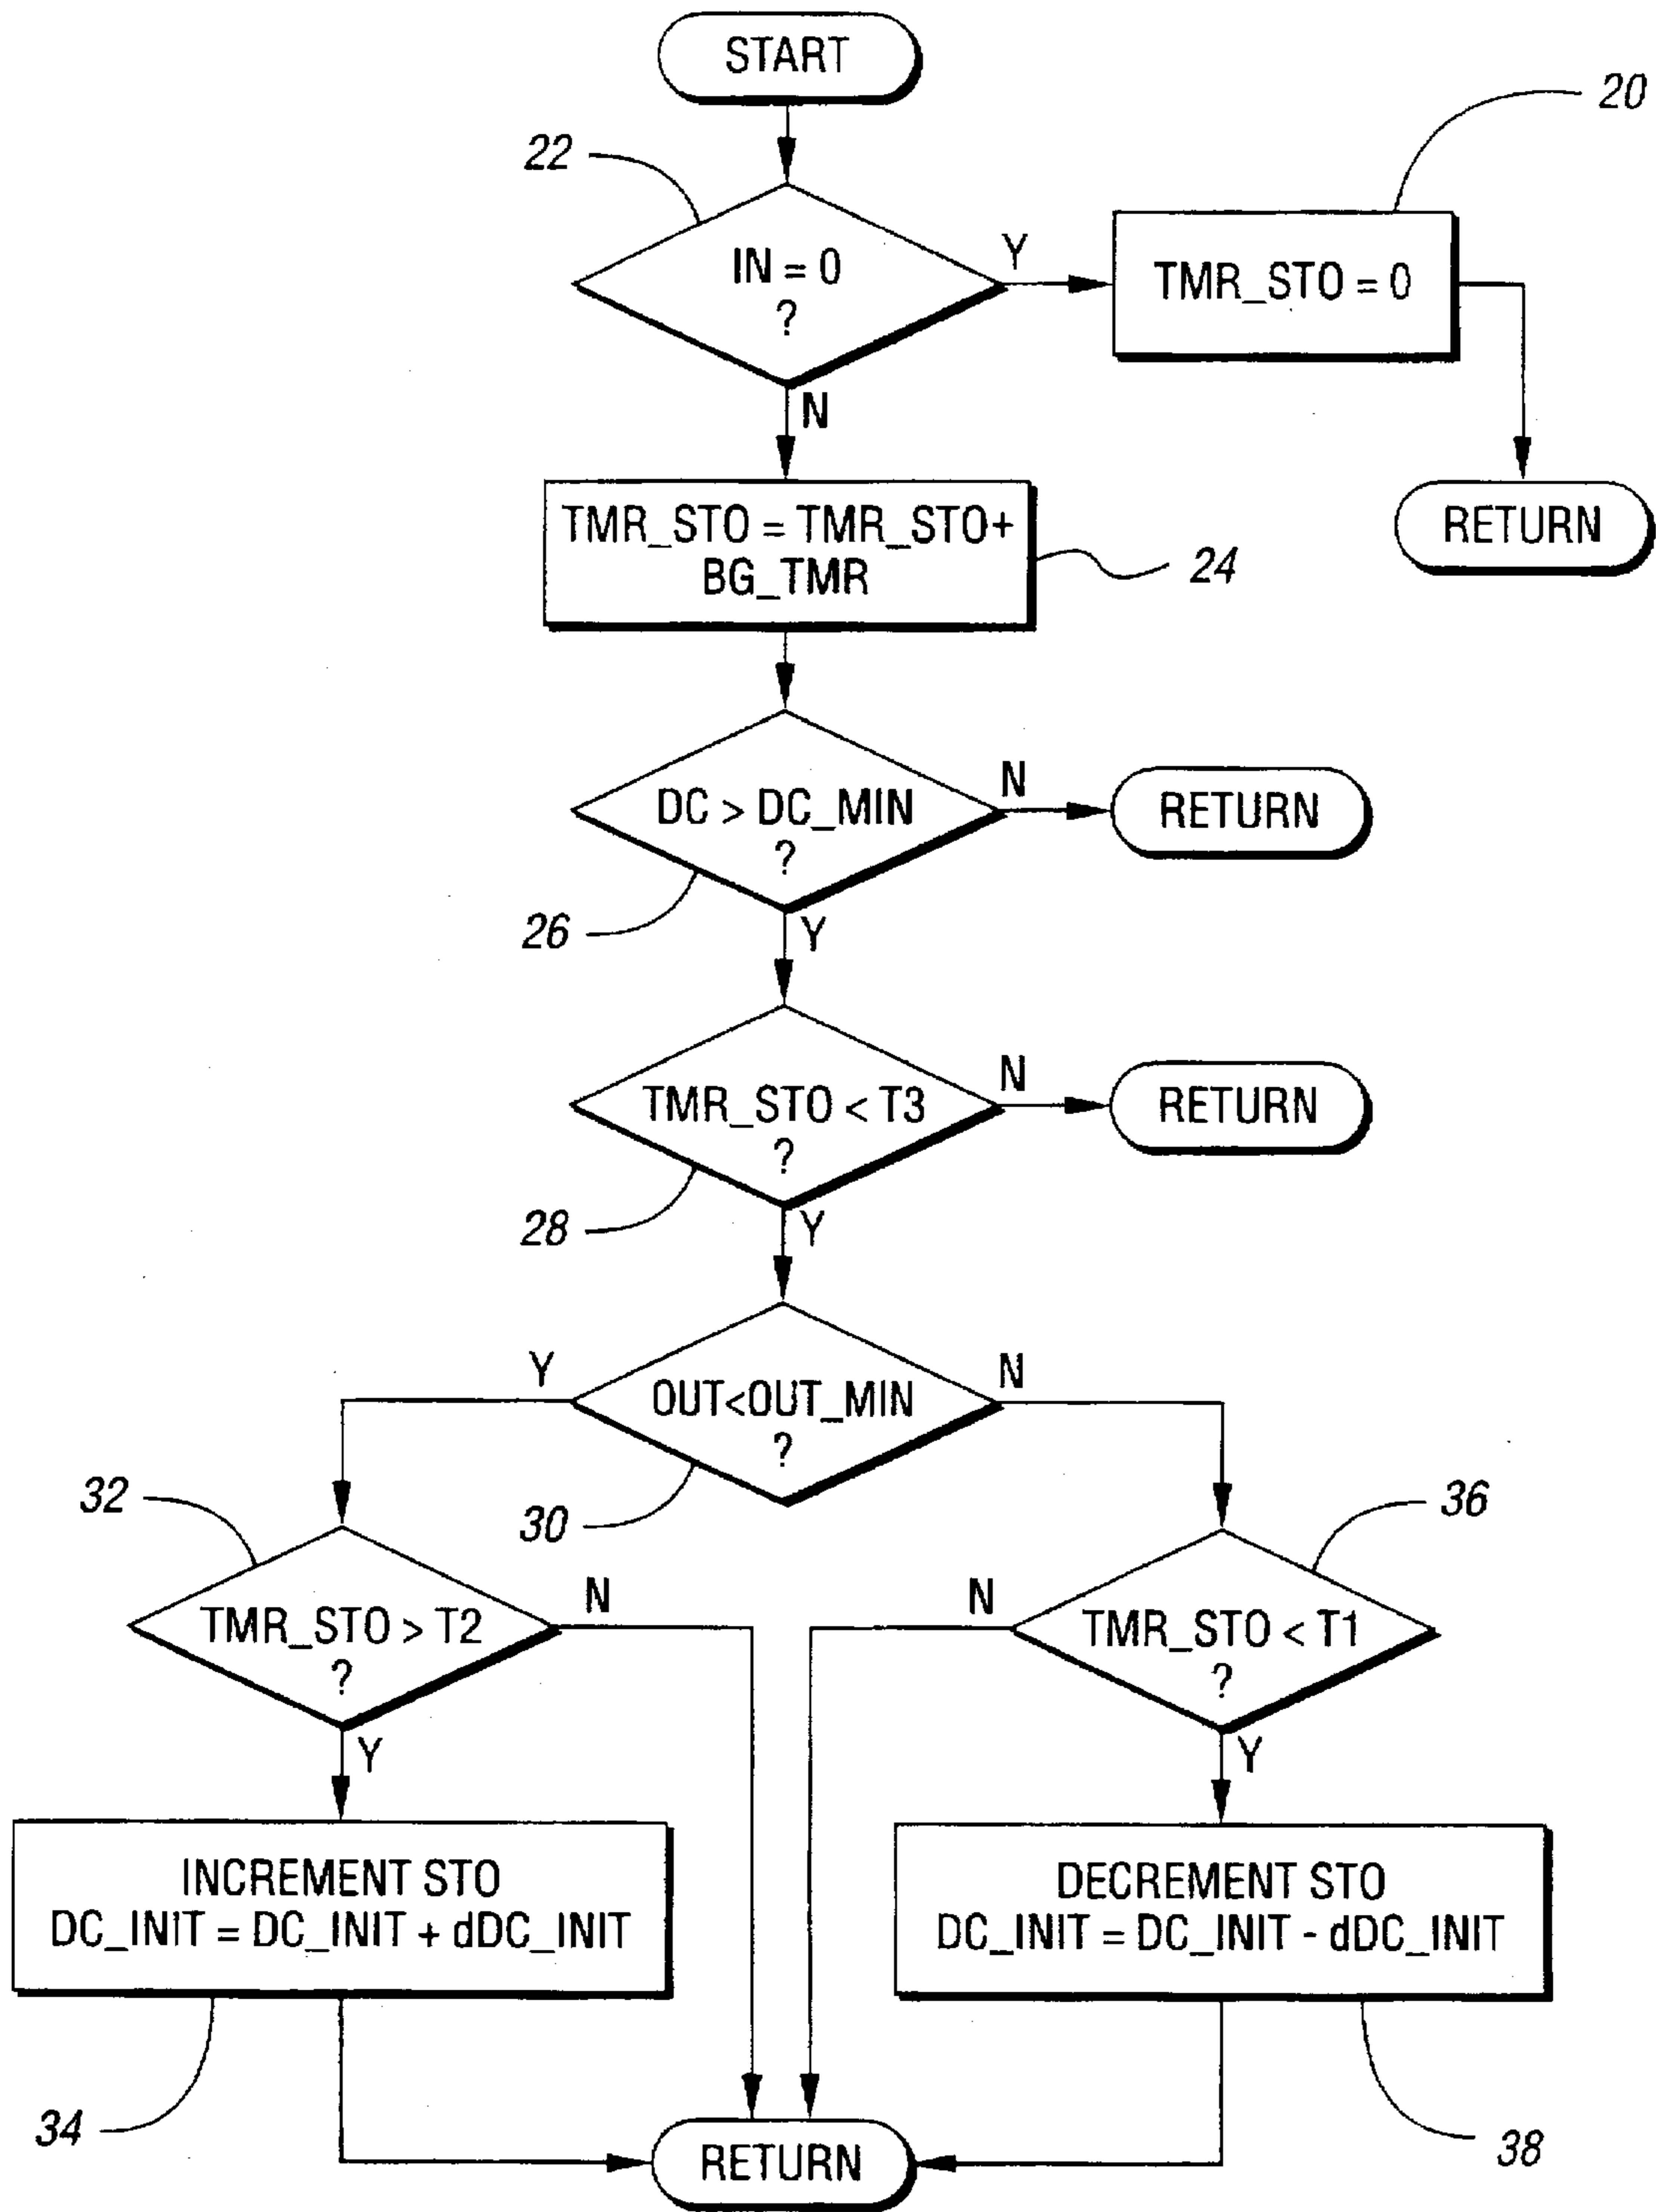 START
20
22
IN = 0
?
Y
TMR_STO = 0
N
TMR_STO = TMR_STO+
BG_TMR
24
RETURN
DC > DC_MIN
?
N
RETURN
26
Y
TMR_STO < T3
?
N
RETURN
28
Y
OUT<OUT_MIN
?
Y
N
30
32
TMR_STO > T2
?
N
Y
36
TMR_STO < T1
?
N
Y
INCREMENT STO
DC_INIT = DC_INIT + dDC_INIT
34
DECREMENT STO
DC_INIT = DC_INIT - dDC_INIT
38
RETURN